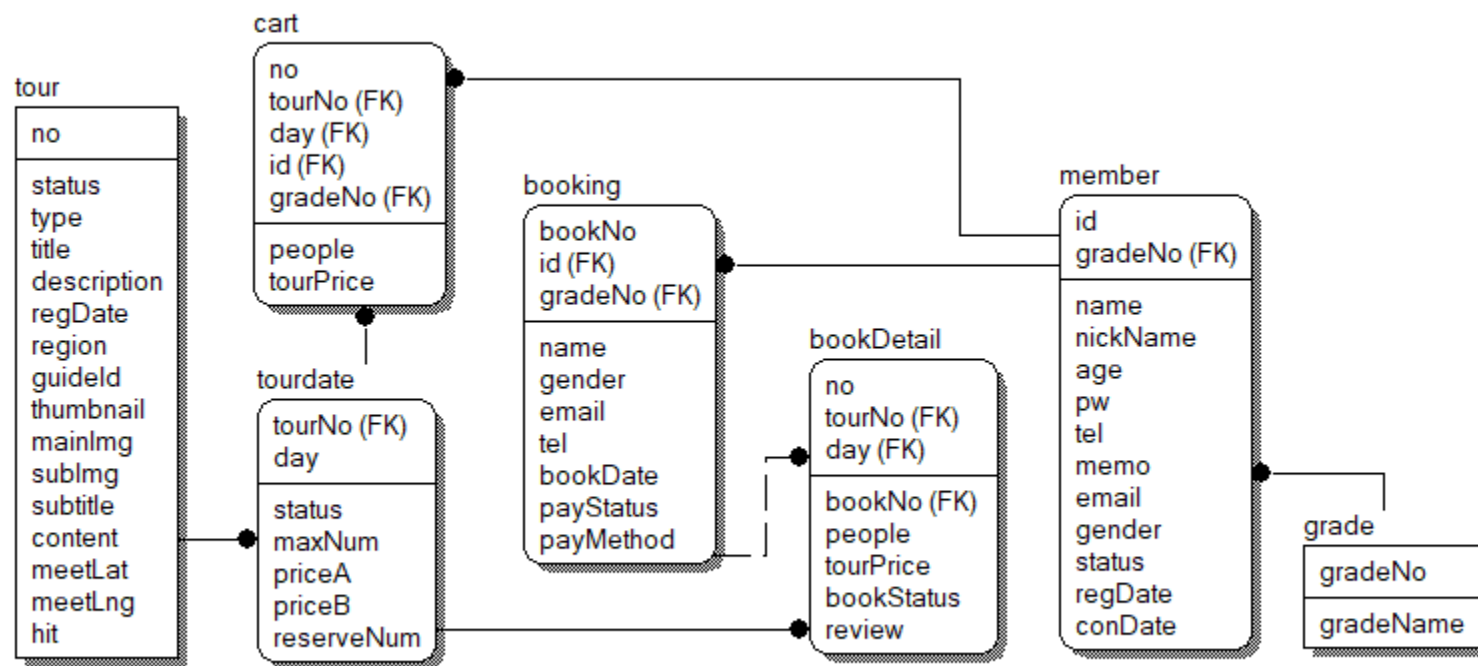 tour
no
status
type
title
description
regDate
region
guideId
thumbnail
mainImg
subImg
subtitle
content
meetLat
meetLng
hit
cart
no
tourNo (FK)
day (FK)
id (FK)
gradeNo (FK)
people
tourPrice
tourdate
tourNo (FK)
day
status
maxNum
priceA
priceB
reserveNum
booking
bookNo
id (FK)
gradeNo (FK)
name
gender
email
tel
bookDate
payStatus
payMethod
bookDetail
no
tourNo (FK)
day (FK)
bookNo (FK)
people
tourPrice
bookStatus
review
member
id
gradeNo (FK)
name
nickName
age
pw
tel
memo
email
gender
status
regDate
conDate
grade
gradeNo
gradeName